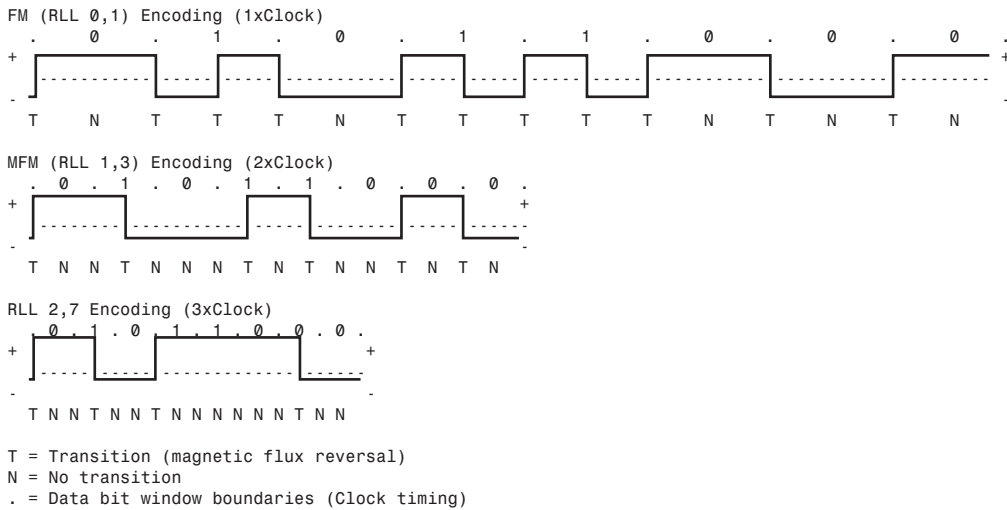 FM (RLL 0,1) Encoding (1xClock)
. 0 . 1 . 0 . 1 . 1 . 0 . 0 . 0 .
+ +
- -
T N T T T N T T T T T N T N T N
MFM (RLL 1,3) Encoding (2xClock)
. 0 . 1 . 0 . 1 . 1 . 0 . 0 . 0 .
+ +
- -
T N N T N N N T N T N N T N T N
RLL 2,7 Encoding (3xClock)
. 0 . 1 . 0 . 1 . 1 . 0 . 0 . 0 .
+ +
- -
T N N T N N T N N N N N N T N N
T = Transition (magnetic flux reversal)
N = No transition
. = Data bit window boundaries (Clock timing)